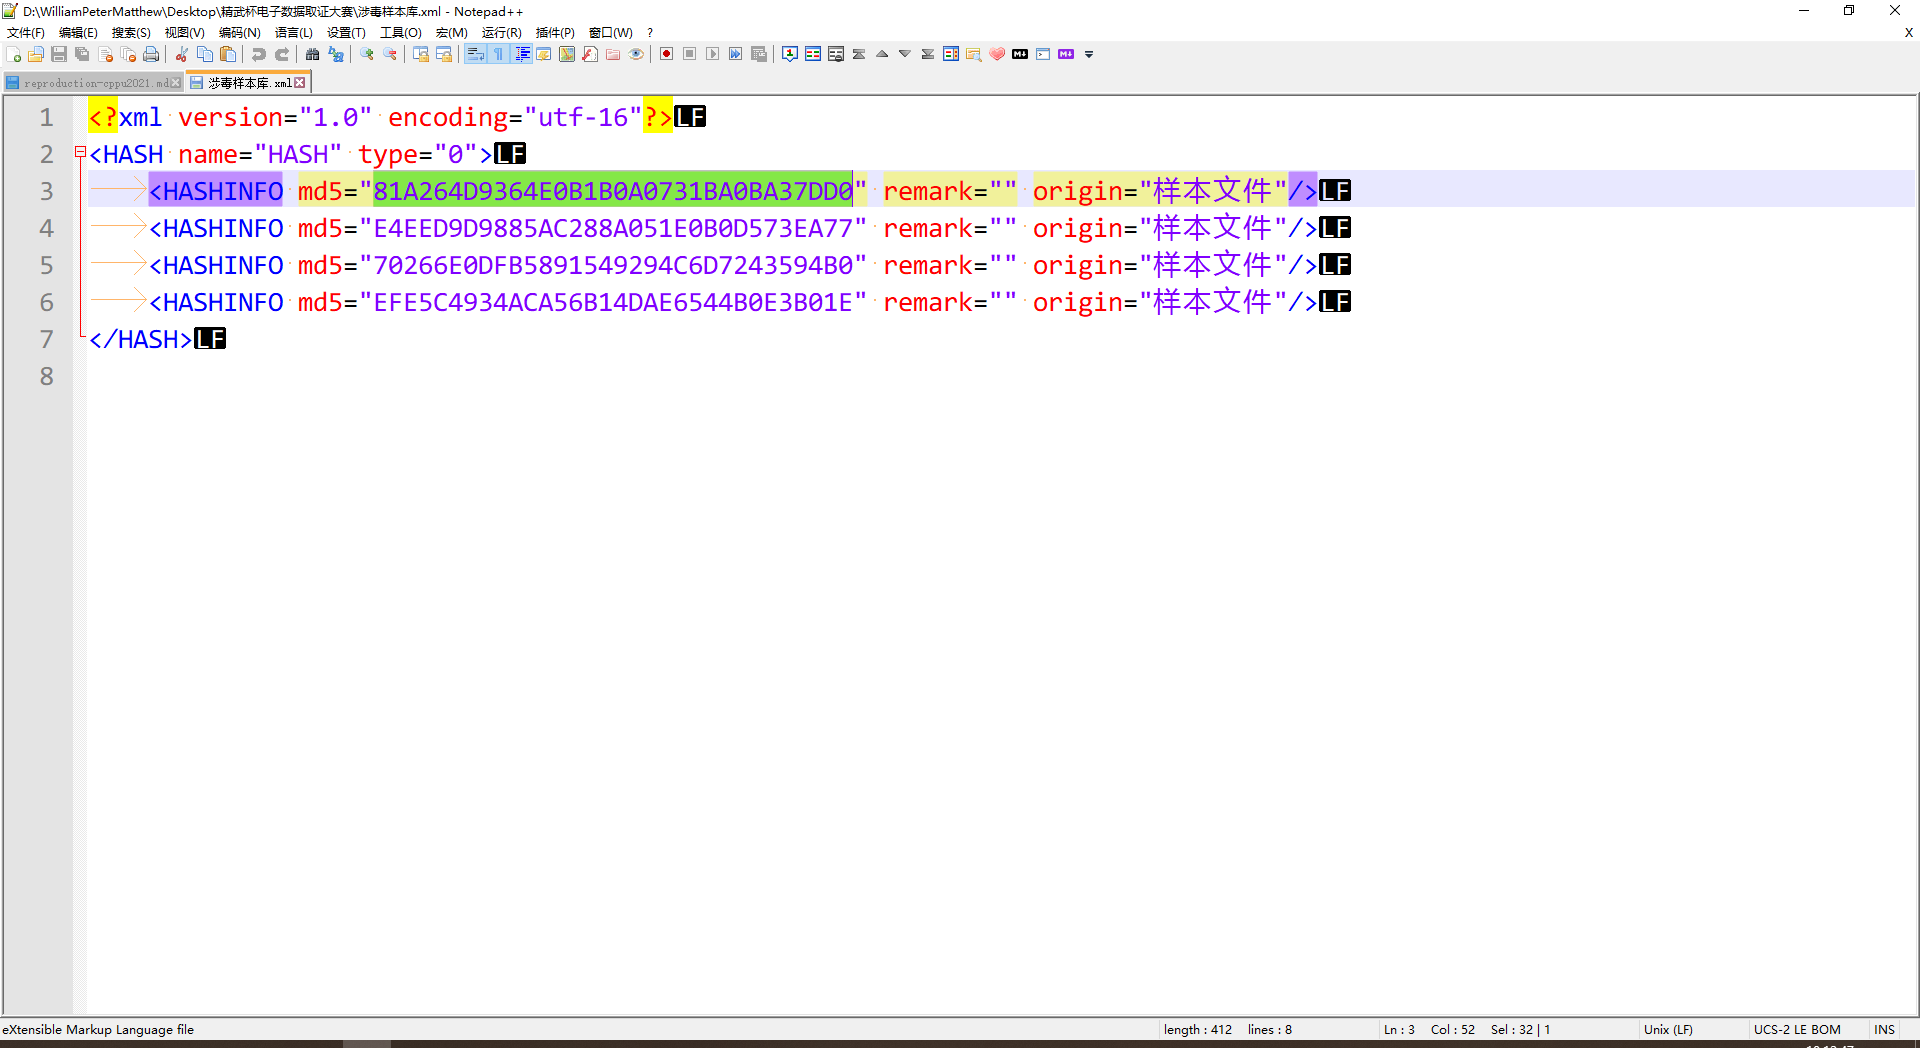 D:\WilliamPeterMatthew\Desktop\精武杯电子数据取证大赛\涉毒样本库.xml - Notepad++
文件(F) 编辑(E) 搜索(S) 视图(V) 编码(N) 语言(L) 设置(T) 工具(O) 宏(M) 运行(R) 插件(P) 窗口(W) ? X
reproduction-cppu2021.md 涉毒样本库.xml
1 <?xml version="1.0" encoding="utf-16"?>LF
2 <HASH name="HASH" type="0">LF
3 <HASHINFO md5="81A264D9364E0B1B0A0731BA0BA37DD0" remark="" origin="样本文件"/>LF
4 <HASHINFO md5="E4EED9D9885AC288A051E0B0D573EA77" remark="" origin="样本文件"/>LF
5 <HASHINFO md5="70266E0DFB5891549294C6D7243594B0" remark="" origin="样本文件"/>LF
6 <HASHINFO md5="EFE5C4934ACA56B14DAE6544B0E3B01E" remark="" origin="样本文件"/>LF
7 </HASH>LF
8
eXtensible Markup Language file length : 412 lines : 8 Ln : 3 Col : 52 Sel : 32 | 1 Unix (LF) UCS-2 LE BOM INS